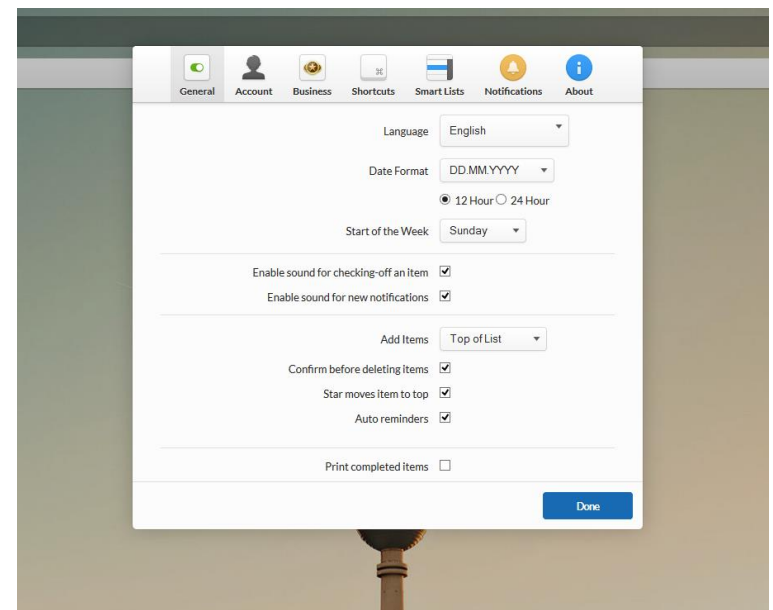 General Account Business Shortcuts Smart Lists Notifications About
Language English
Date Format DD.MM.YYYY
12 Hour 24 Hour
Start of the Week Sunday
Enable sound for checking-off an item
Enable sound for new notifications
Add Items Top of List
Confirm before deleting items
Star moves item to top
Auto reminders
Print completed items
Done